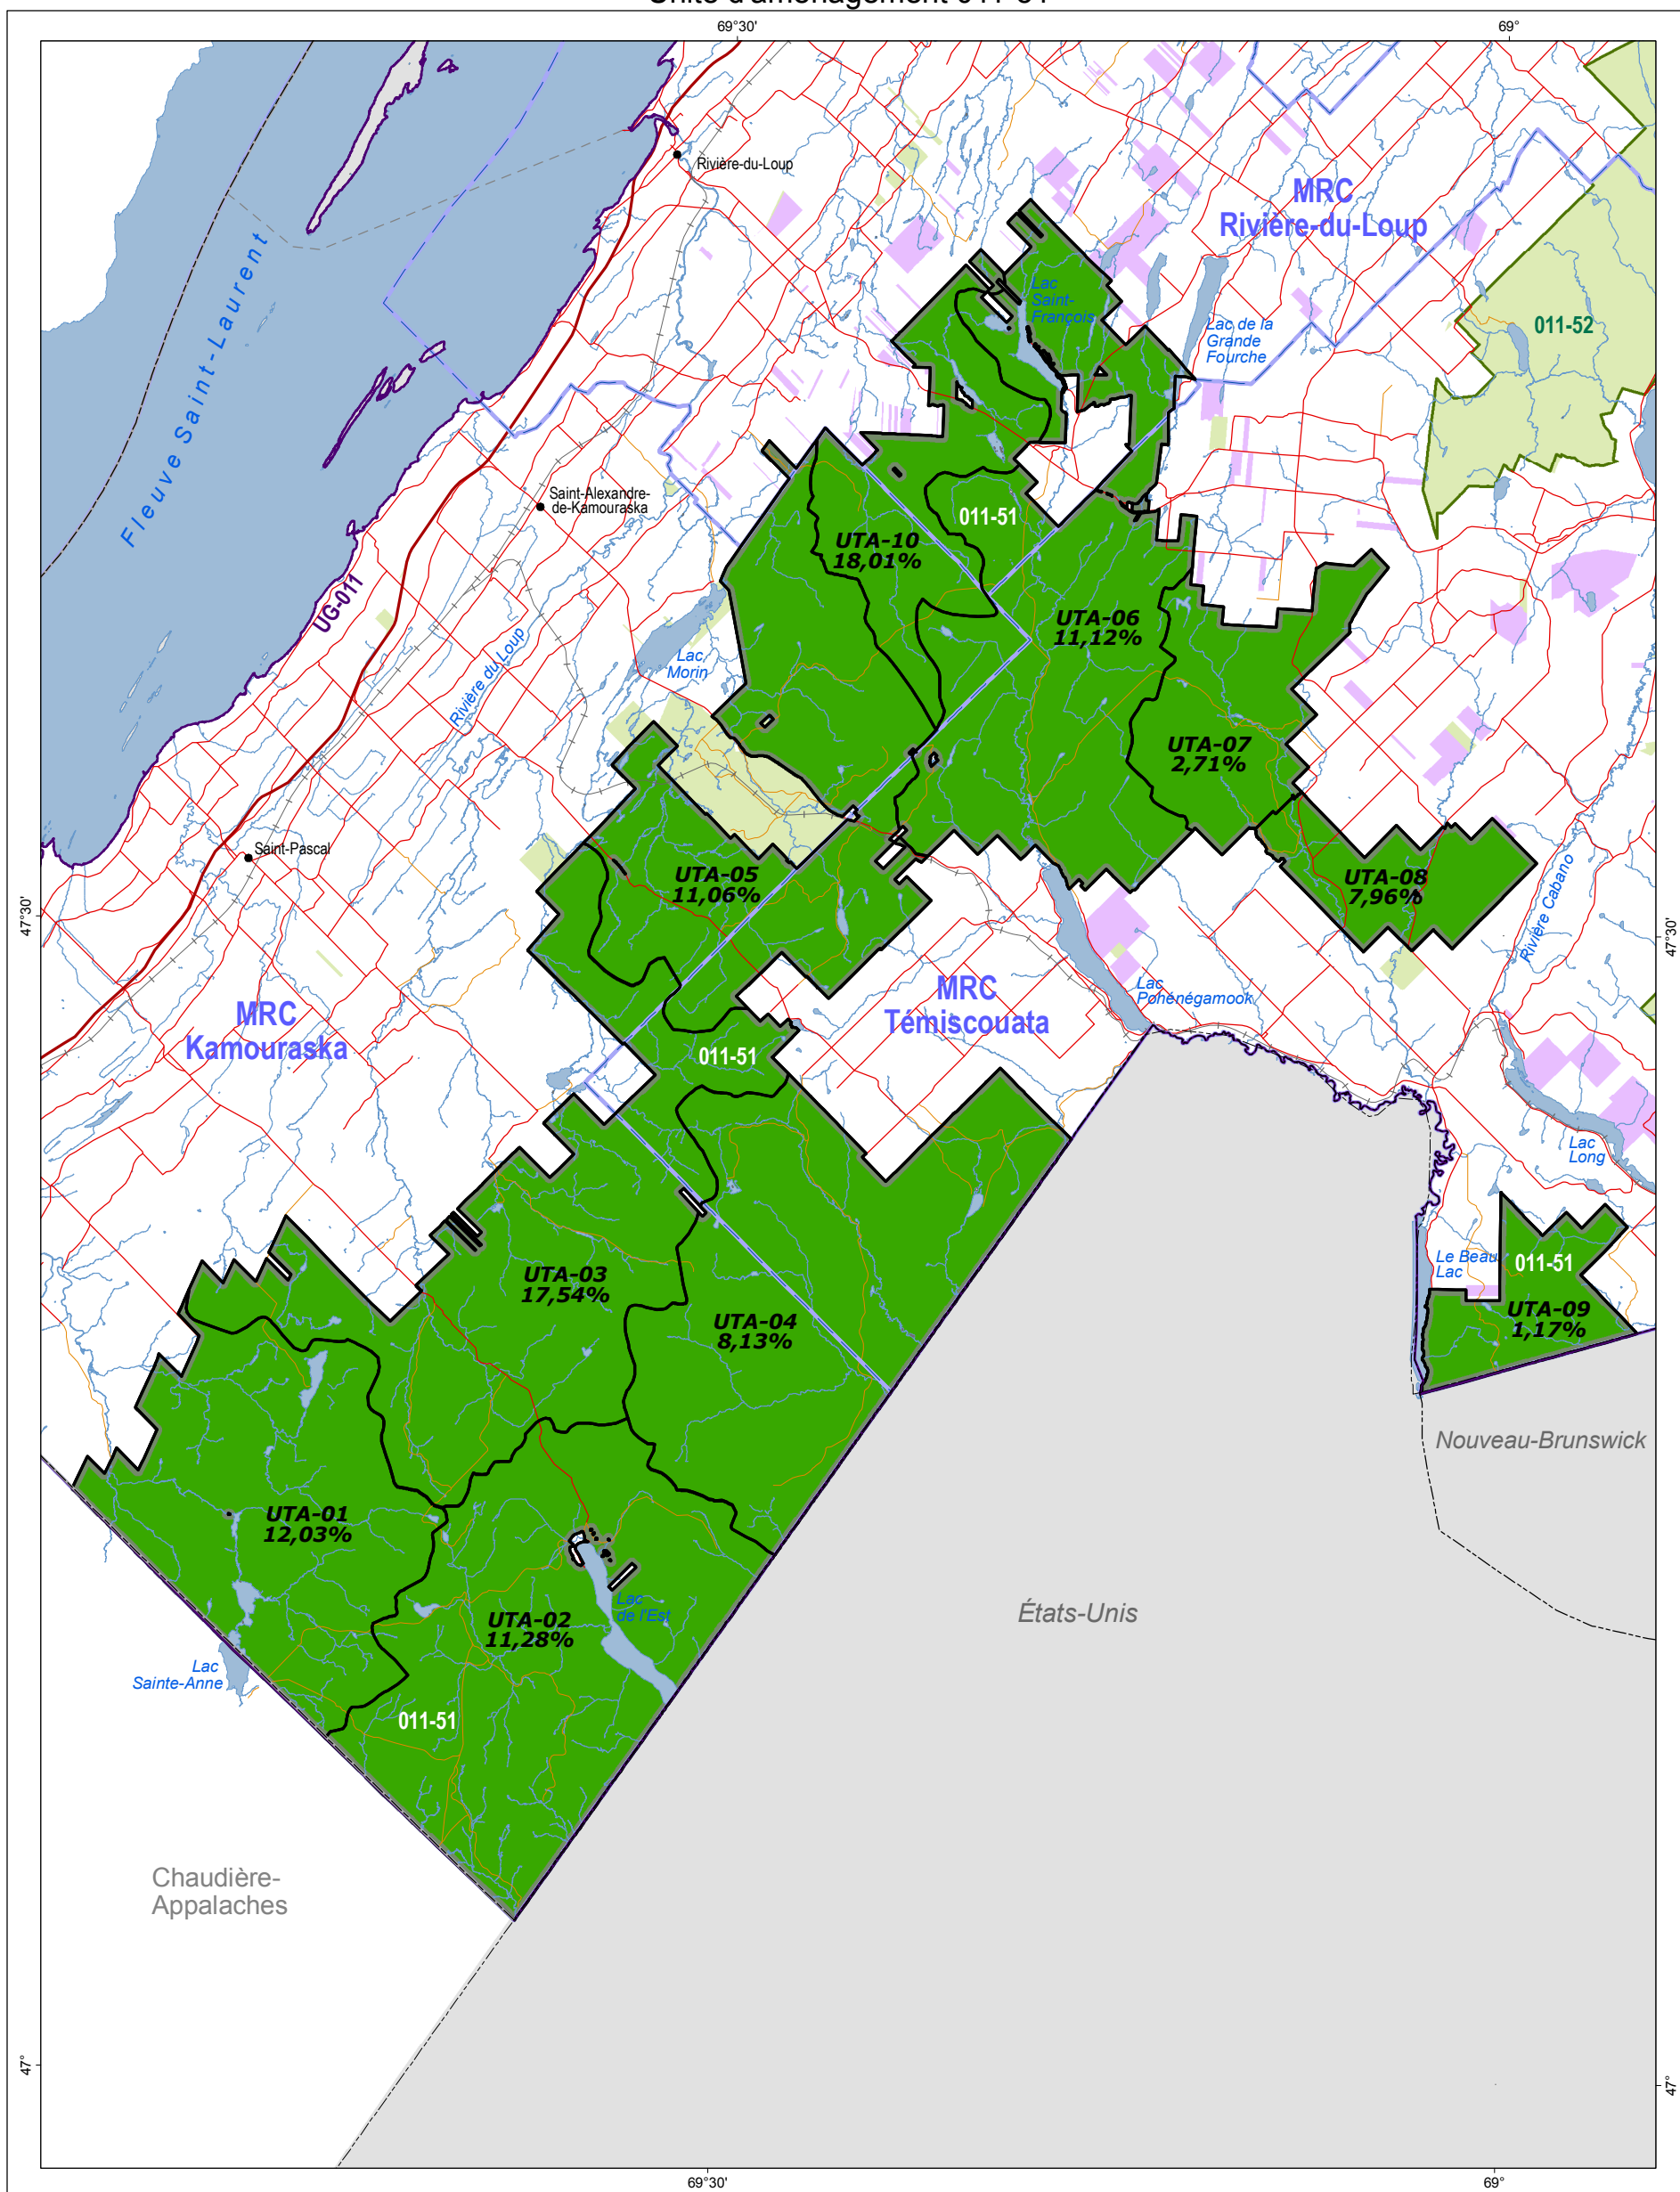 69°30'
69°
Rivière-du-Loup
MRC
Rivière-du-Loup
Fleuve Saint-Laurent
Lac
Saint-
François
Lac de la
Grande
Fourche
011-52
Saint-Alexandre-
de-Kamouraska
011-51
UTA-10
18,01%
UG-011
UTA-06
11,12%
Rivière du Loup
Lac
Morin
UTA-07
2,71%
Saint-Pascal
UTA-05
11,06%
UTA-08
7,96%
47°30'
47°30'
Rivière Cabano
MRC
Kamouraska
MRC
Témiscouata
Lac
Pohénégamook
011-51
Lac
Long
UTA-03
17,54%
UTA-04
8,13%
Le Beau
Lac
011-51
UTA-09
1,17%
Nouveau-Brunswick
UTA-01
12,03%
UTA-02
11,28%
Lac
de l'Est
États-Unis
Lac
Sainte-Anne
011-51
Chaudière-
Appalaches
47°
47°
69°30'
69°